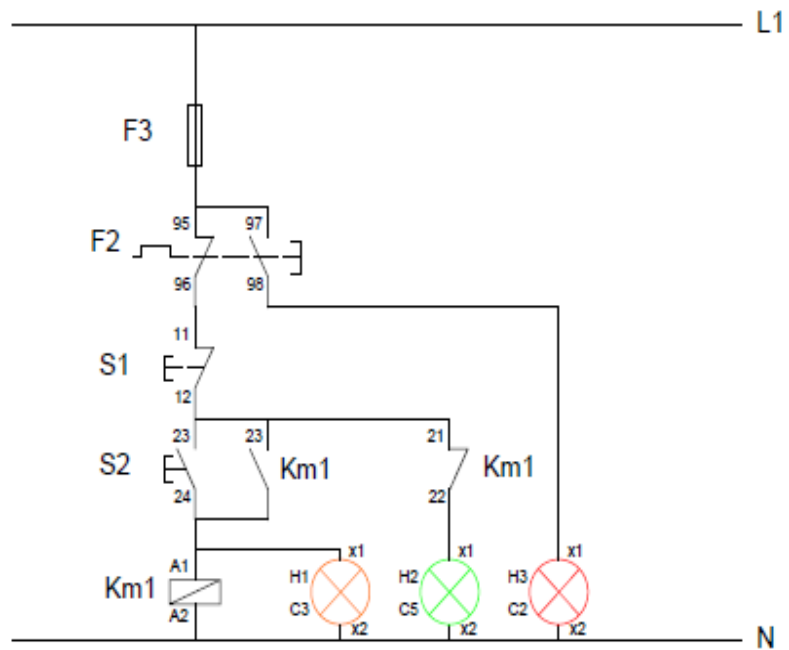 L1
F3
95 97
F2
96 98
11
S1
12
23 23 21
S2 Km1 Km1
24 22
x1 x1 x1
A1 H1 H2 H3
Km1
A2 C3 C5 C2
x2 x2 x2
N